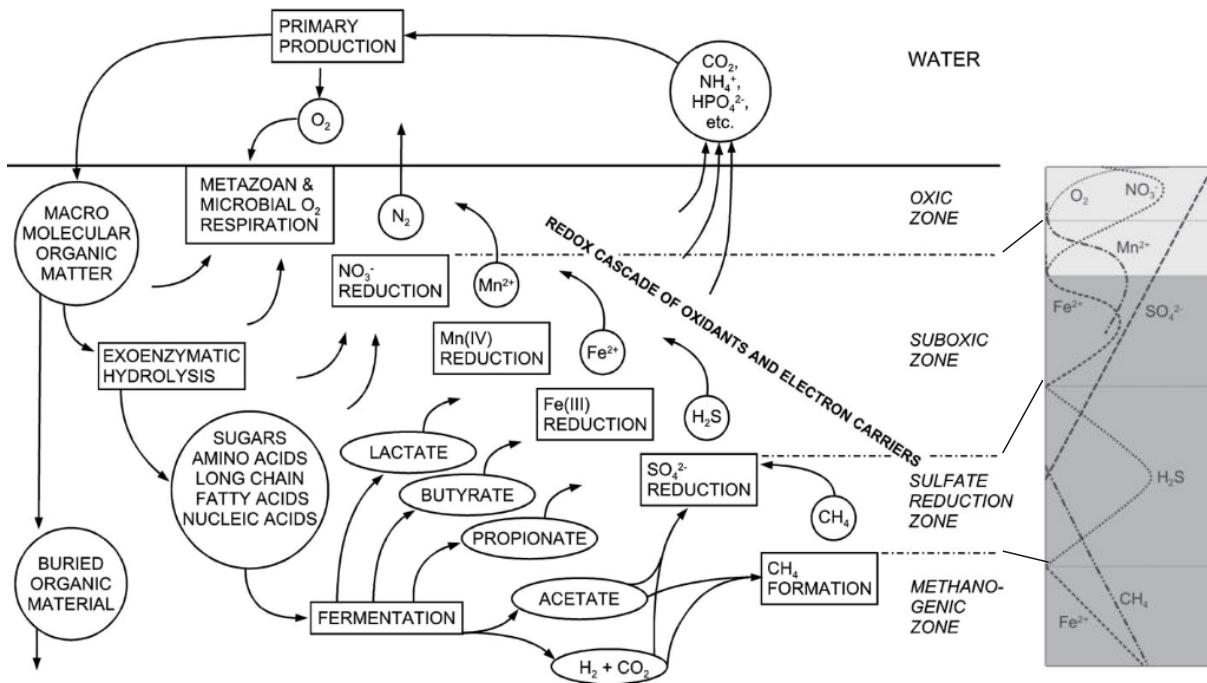 PRIMARY
PRODUCTION
O₂
CO₂,
NH₄⁺,
HPO₄²⁻,
etc.
WATER
MACRO
MOLECULAR
ORGANIC
MATTER
METAZOAN &
MICROBIAL O₂
RESPIRATION
N₂
OXIC
ZONE
NO₃⁻
REDUCTION
Mn²⁺
REDOX CASCADE OF OXIDANTS AND ELECTRON CARRIERS
EXOENZYMATIC
HYDROLYSIS
Mn(IV)
REDUCTION
Fe²⁺
SUBOXIC
ZONE
Fe(III)
REDUCTION
H₂S
SUGARS
AMINO ACIDS
LONG CHAIN
FATTY ACIDS
NUCLEIC ACIDS
LACTATE
BUTYRATE
PROPIONATE
SO₄²⁻
REDUCTION
CH₄
SULFATE
REDUCTION
ZONE
BURIED
ORGANIC
MATERIAL
FERMENTATION
ACETATE
H₂ + CO₂
CH₄
FORMATION
METHANO-
GENIC
ZONE
O₂
NO₃⁻
Mn²⁺
Fe²⁺
SO₄²⁻
H₂S
CH₄
Fe²⁺